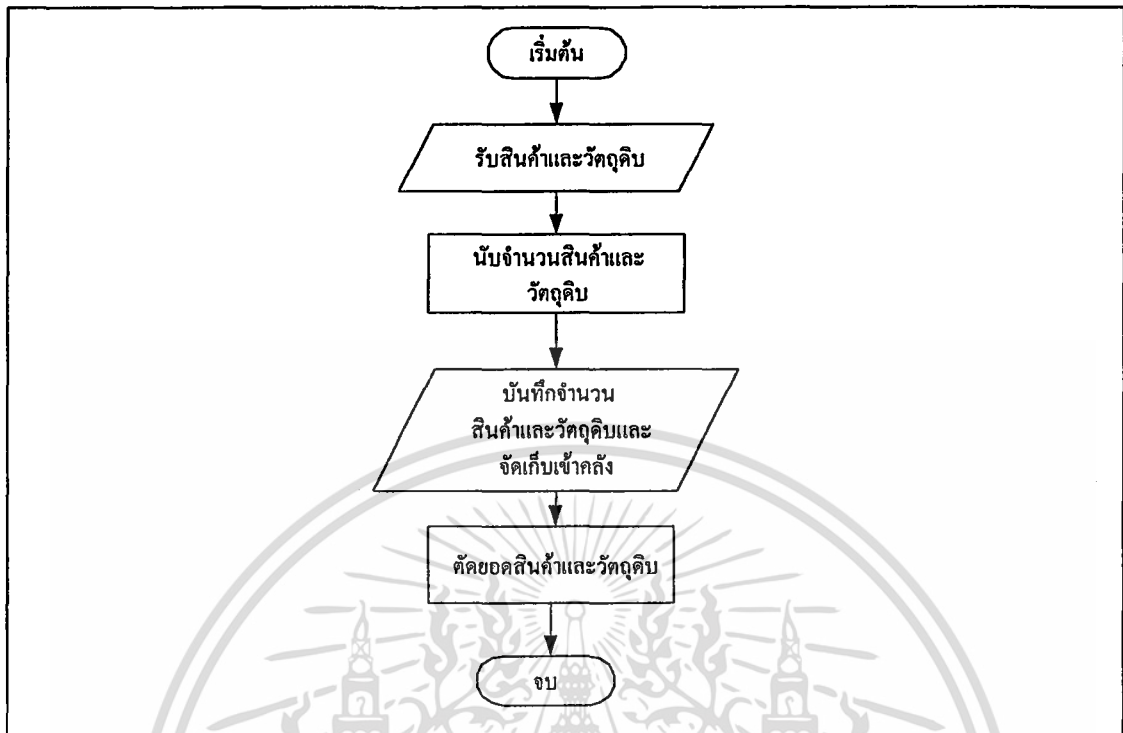 เริ่มต้น
รับสินค้าและวัตถุดิบ
นับจำนวนสินค้าและ
วัตถุดิบ
บันทึกจำนวน
สินค้าและวัตถุดิบและ
จัดเก็บเข้าคลัง
ตัดยอดสินค้าและวัตถุดิบ
จบ